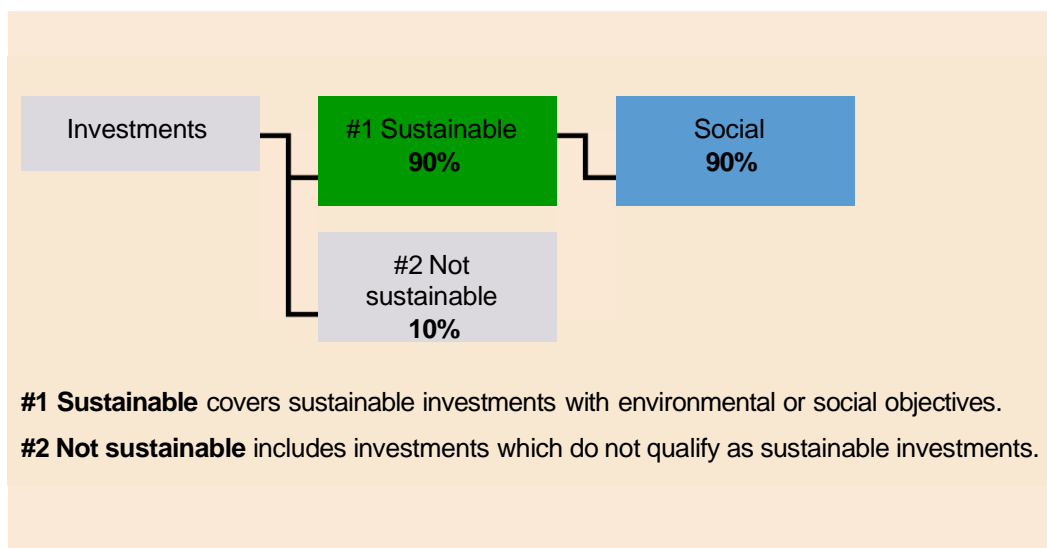 Investments
#1 Sustainable
90%
Social
90%
#2 Not
sustainable
10%
#1 Sustainable covers sustainable investments with environmental or social objectives.
#2 Not sustainable includes investments which do not qualify as sustainable investments.